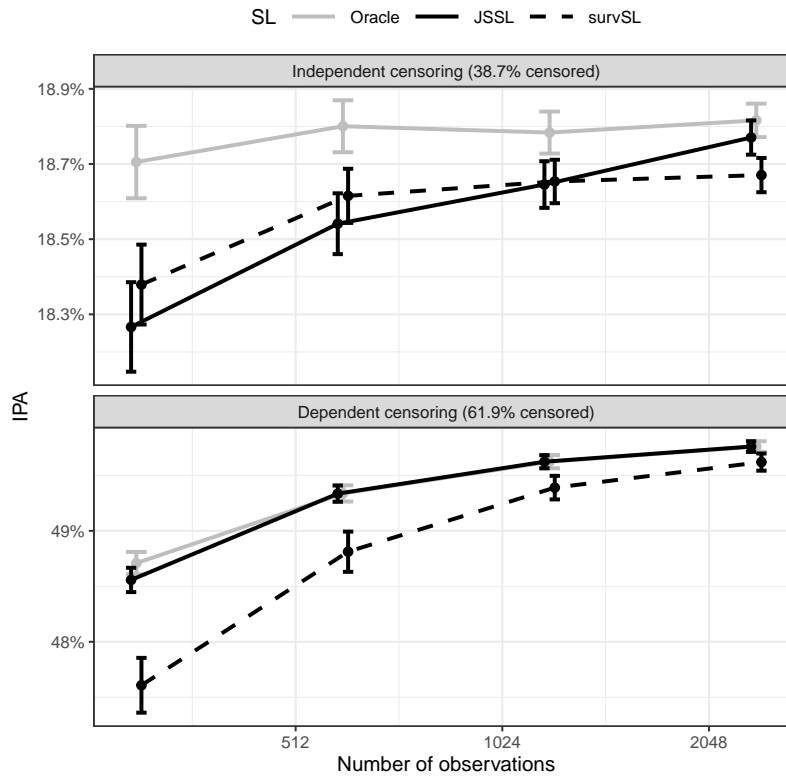 SL Oracle JSSL survSL
Independent censoring (38.7% censored)
18.9%
18.7%
18.5%
18.3%
IPA
Dependent censoring (61.9% censored)
49%
48%
512 1024 2048
Number of observations